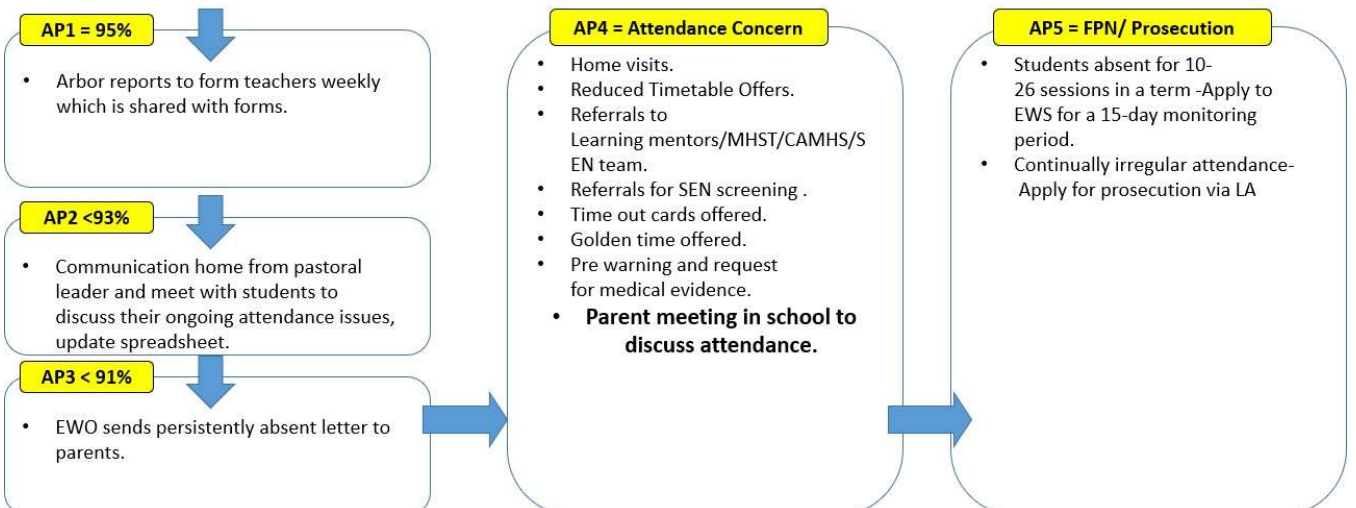 AP1 = 95%
• Arbor reports to form teachers weekly
which is shared with forms.
AP2 <93%
• Communication home from pastoral
leader and meet with students to
discuss their ongoing attendance issues,
update spreadsheet.
AP3 < 91%
• EWO sends persistently absent letter to
parents.
AP4 = Attendance Concern
• Home visits.
• Reduced Timetable Offers.
• Referrals to
Learning mentors/MHST/CAMHS/S
EN team.
• Referrals for SEN screening .
• Time out cards offered.
• Golden time offered.
• Pre warning and request
for medical evidence.
• Parent meeting in school to
discuss attendance.
AP5 = FPN/ Prosecution
• Students absent for 10-
26 sessions in a term -Apply to
EWS for a 15-day monitoring
period.
• Continually irregular attendance-
Apply for prosecution via LA